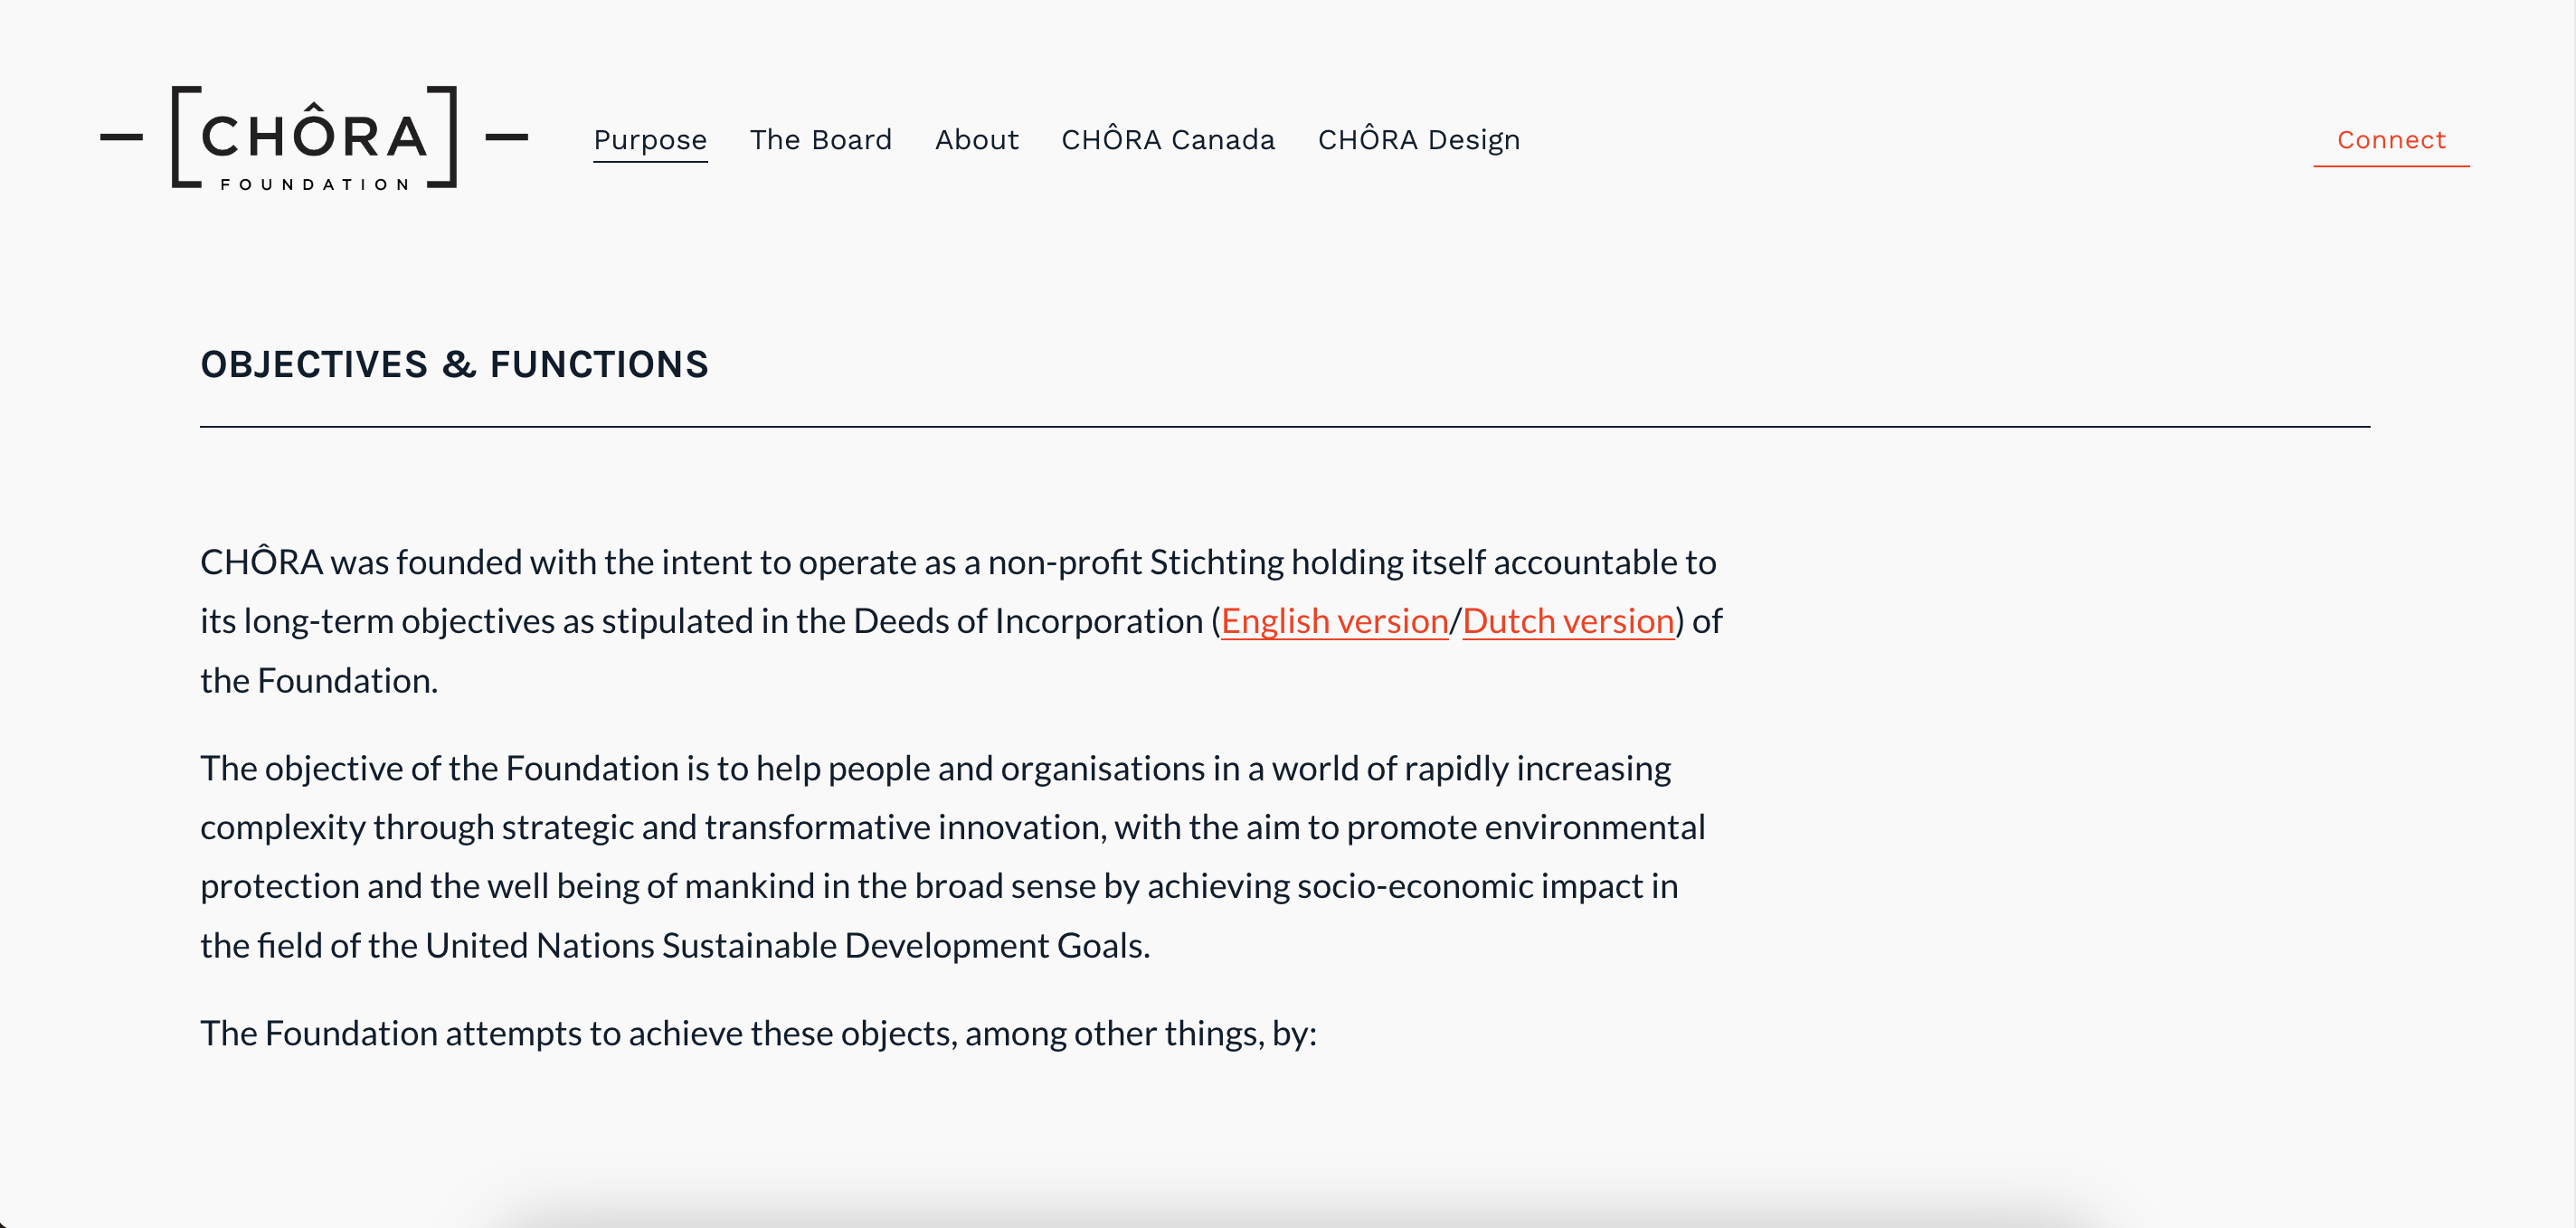 CHÔRA
FOUNDATION
Purpose The Board About CHÔRA Canada CHÔRA Design Connect
OBJECTIVES & FUNCTIONS
CHÔRA was founded with the intent to operate as a non-profit Stichting holding itself accountable to
its long-term objectives as stipulated in the Deeds of Incorporation (English version/Dutch version) of
the Foundation.
The objective of the Foundation is to help people and organisations in a world of rapidly increasing
complexity through strategic and transformative innovation, with the aim to promote environmental
protection and the well being of mankind in the broad sense by achieving socio-economic impact in
the field of the United Nations Sustainable Development Goals.
The Foundation attempts to achieve these objects, among other things, by: